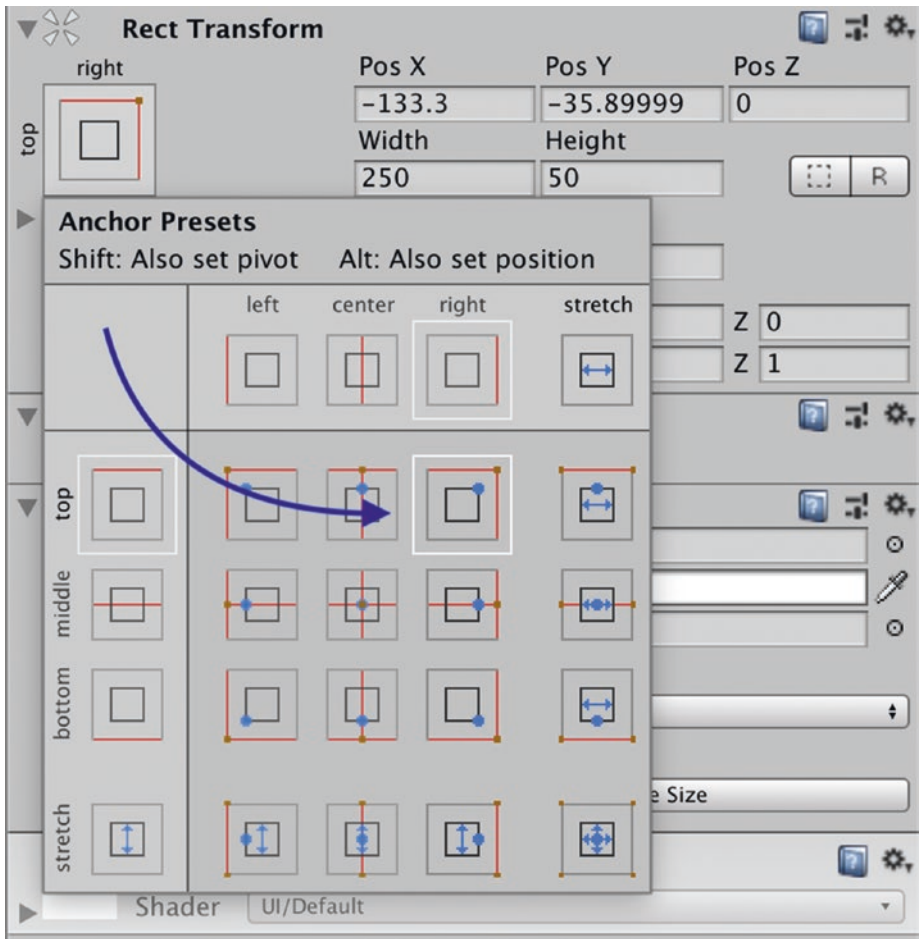 Rect Transform
right
top
Pos X Pos Y Pos Z
-133.3 -35.89999 0
Width Height
250 50
R
Anchor Presets
Shift: Also set pivot Alt: Also set position
left center right stretch
Z 0
Z 1
top
middle
bottom
stretch
e Size
Shader UI/Default